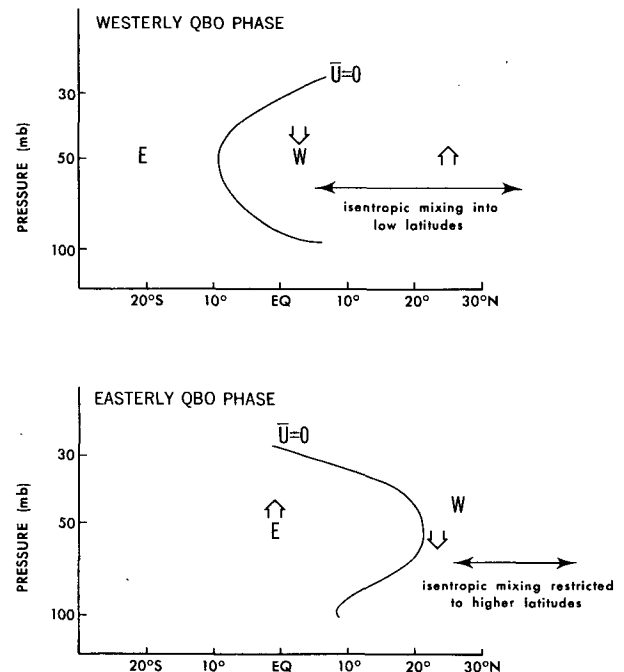 WESTERLY QBO PHASE
U̅=0
30
E
W
50
PRESSURE (mb)
isentropic mixing into
low latitudes
100
20°S 10° EQ 10° 20° 30°N
EASTERLY QBO PHASE
U̅=0
30
W
50
E
PRESSURE (mb)
isentropic mixing restricted
to higher latitudes
100
20°S 10° EQ 10° 20° 30°N